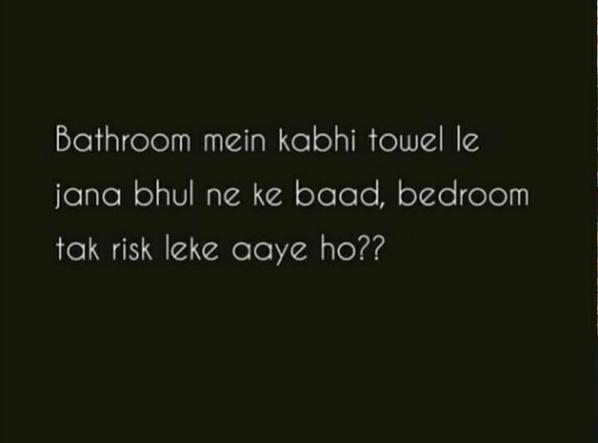 Bathroom mein kabhi towel le
jana bhul ne ke baad, bedroom
tak risk leke aaye ho??